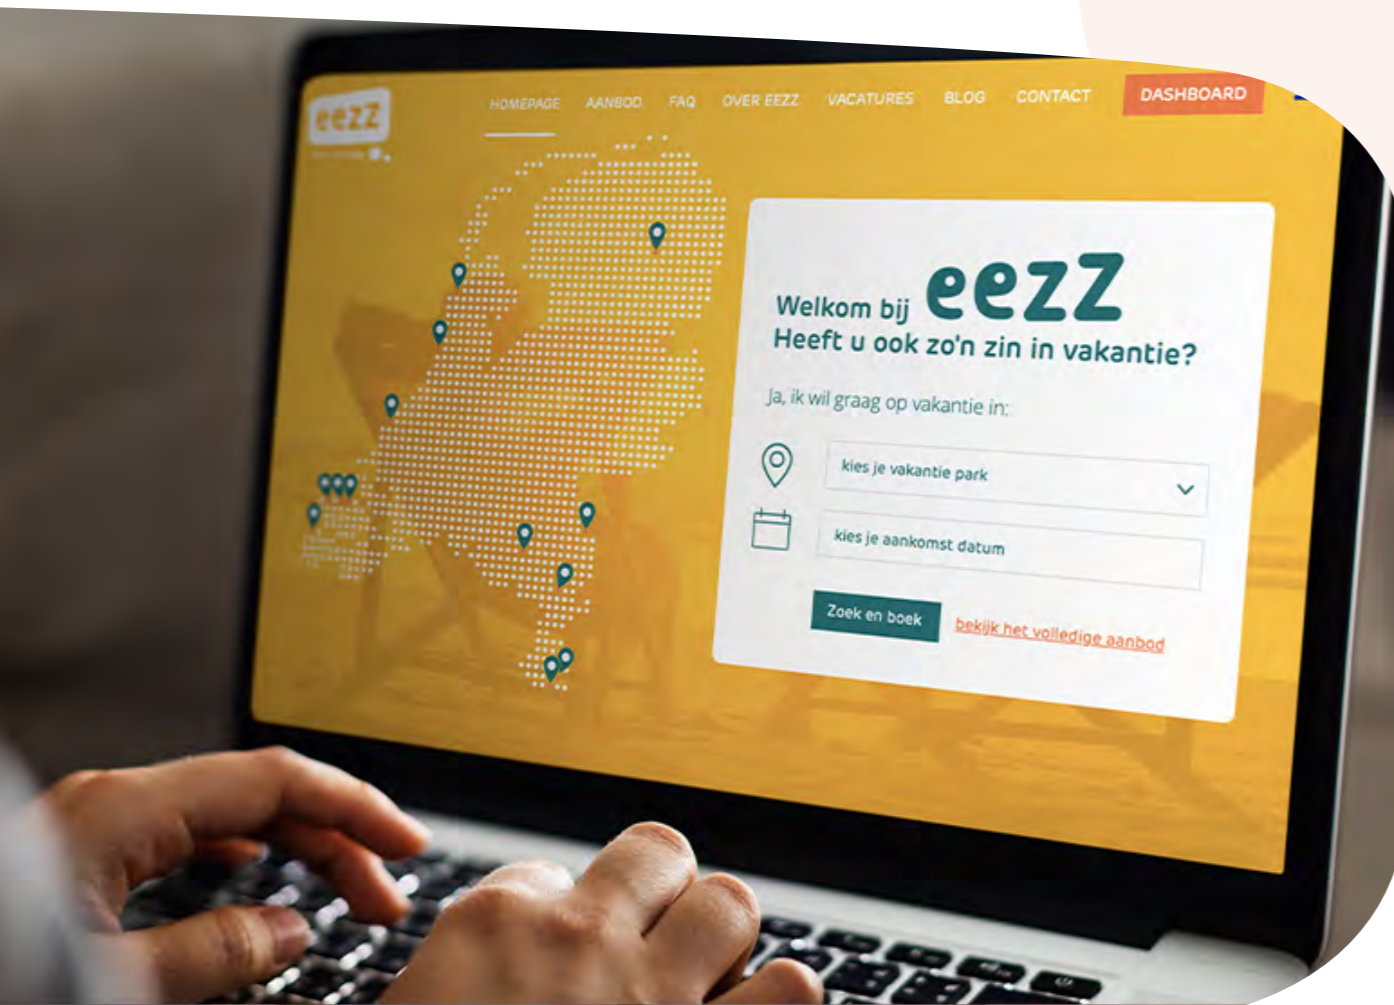 eezz
HOMEPAGE AANBOD FAQ OVER EEZZ VACATURES BLOG CONTACT DASHBOARD
Welkom bij eezz
Heeft u ook zo'n zin in vakantie?
Ja, ik wil graag op vakantie in:
kies je vakantie park
kies je aankomst datum
Zoek en boek bekijk het volledige aanbod